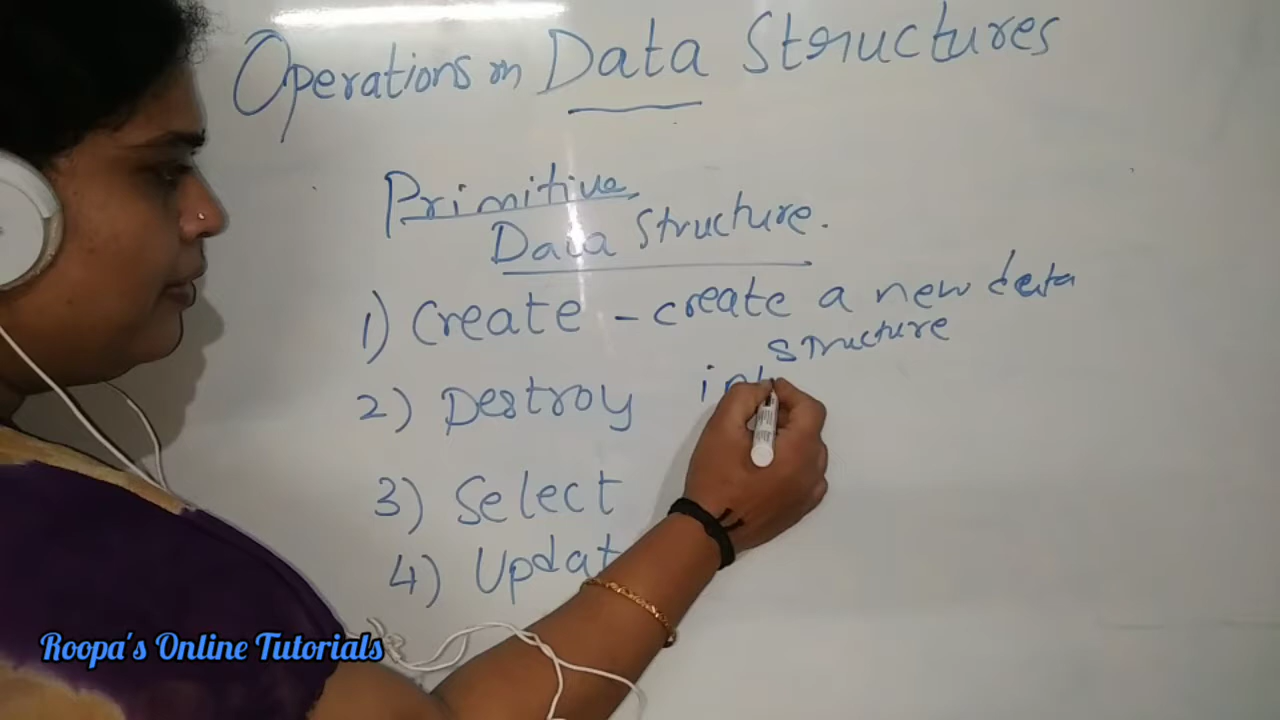 Operations on Data Structures
Primitive
Data Structure.
1) Create - create a new data
structure
2) Destroy int
3) Select
4) Updat
Roopa's Online Tutorials